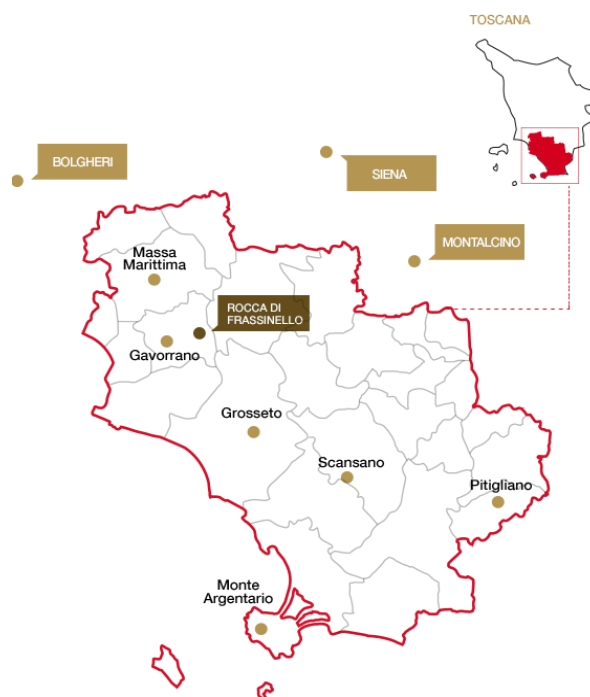 TOSCANA
BOLGHERI
SIENA
MONTALCINO
Massa
Marittima
ROCCA DI
FRASSINELLO
Gavorrano
Grosseto
Scansano
Pitigliano
Monte
Argentario